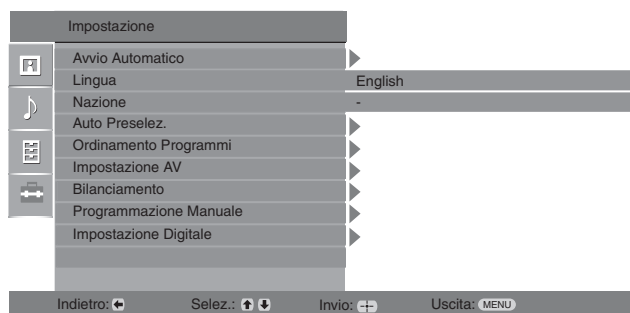 Impostazione
Avvio Automatico
Lingua English
Nazione -
Auto Preselez.
Ordinamento Programmi
Impostazione AV
Bilanciamento
Programmazione Manuale
Impostazione Digitale
Indietro: Selez.: Invio: Uscita: MENU